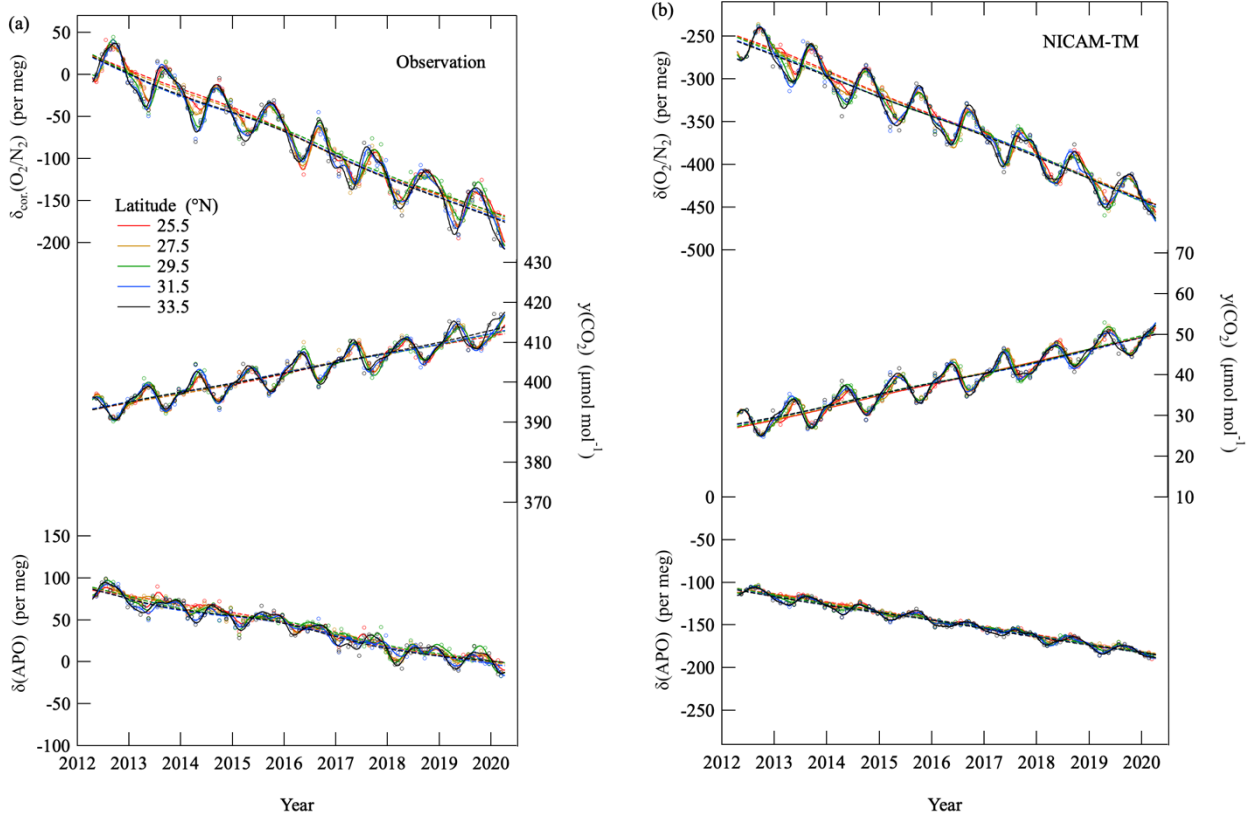 (a)
Observation
50
0
-50
-100
-150
-200
δcor.(O2/N2) (per meg)
Latitude (°N)
25.5
27.5
29.5
31.5
33.5
430
420
410
400
390
380
370
y(CO2) (μmol mol-1)
150
100
50
0
-50
-100
δ(APO) (per meg)
2012 2013 2014 2015 2016 2017 2018 2019 2020
Year
(b)
NICAM-TM
-250
-300
-350
-400
-450
-500
δ(O2/N2) (per meg)
70
60
50
40
30
20
10
y(CO2) (μmol mol-1)
0
-50
-100
-150
-200
-250
δ(APO) (per meg)
2012 2013 2014 2015 2016 2017 2018 2019 2020
Year